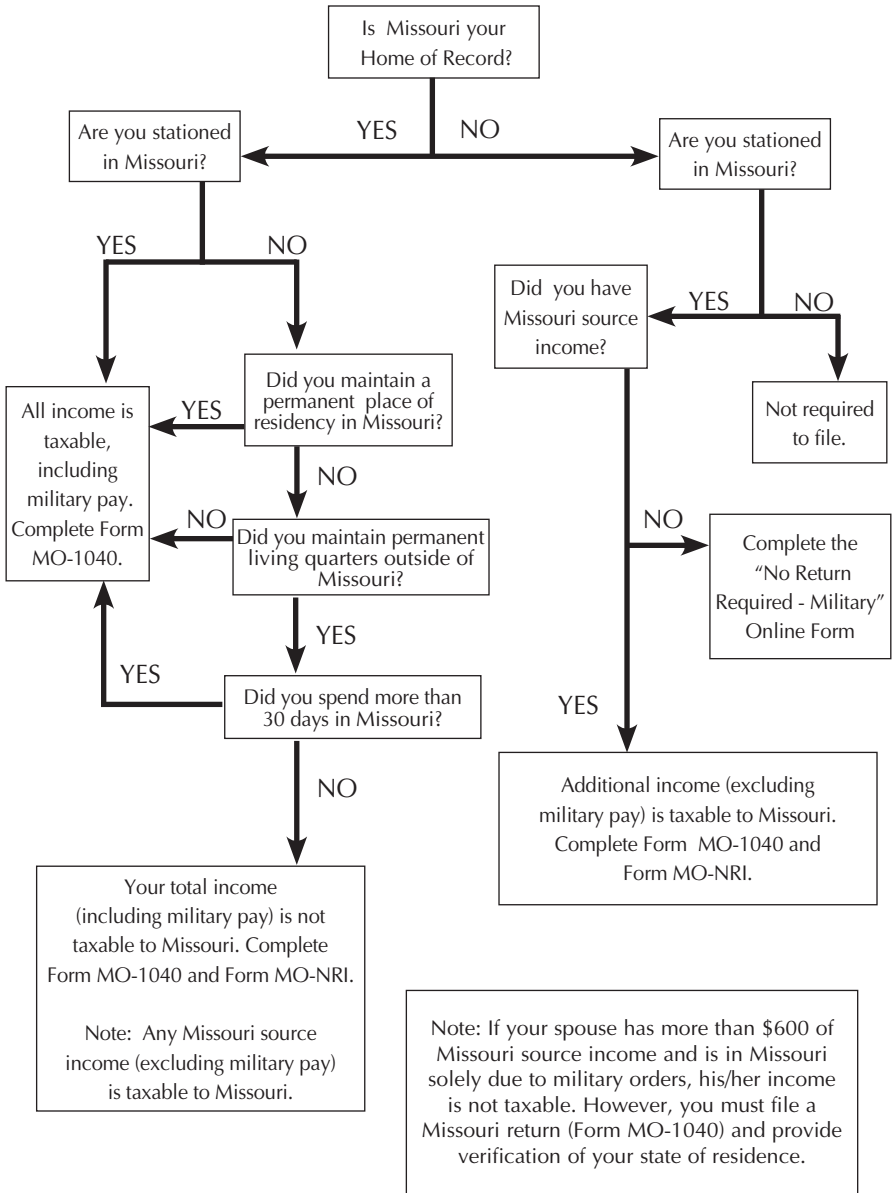 Is Missouri your
Home of Record?
YES
NO
Are you stationed
in Missouri?
Are you stationed
in Missouri?
YES
NO
Did you have
Missouri source
income?
YES
NO
Not required
to file.
All income is
taxable,
including
military pay.
Complete Form
MO-1040.
YES
Did you maintain a
permanent place of
residency in Missouri?
NO
NO
Did you maintain permanent
living quarters outside of
Missouri?
NO
Complete the
“No Return
Required - Military”
Online Form
YES
YES
Did you spend more than
30 days in Missouri?
YES
NO
Additional income (excluding
military pay) is taxable to Missouri.
Complete Form MO-1040 and
Form MO-NRI.
Your total income
(including military pay) is not
taxable to Missouri. Complete
Form MO-1040 and Form MO-NRI.
Note: Any Missouri source
income (excluding military pay)
is taxable to Missouri.
Note: If your spouse has more than $600 of
Missouri source income and is in Missouri
solely due to military orders, his/her income
is not taxable. However, you must file a
Missouri return (Form MO-1040) and provide
verification of your state of residence.